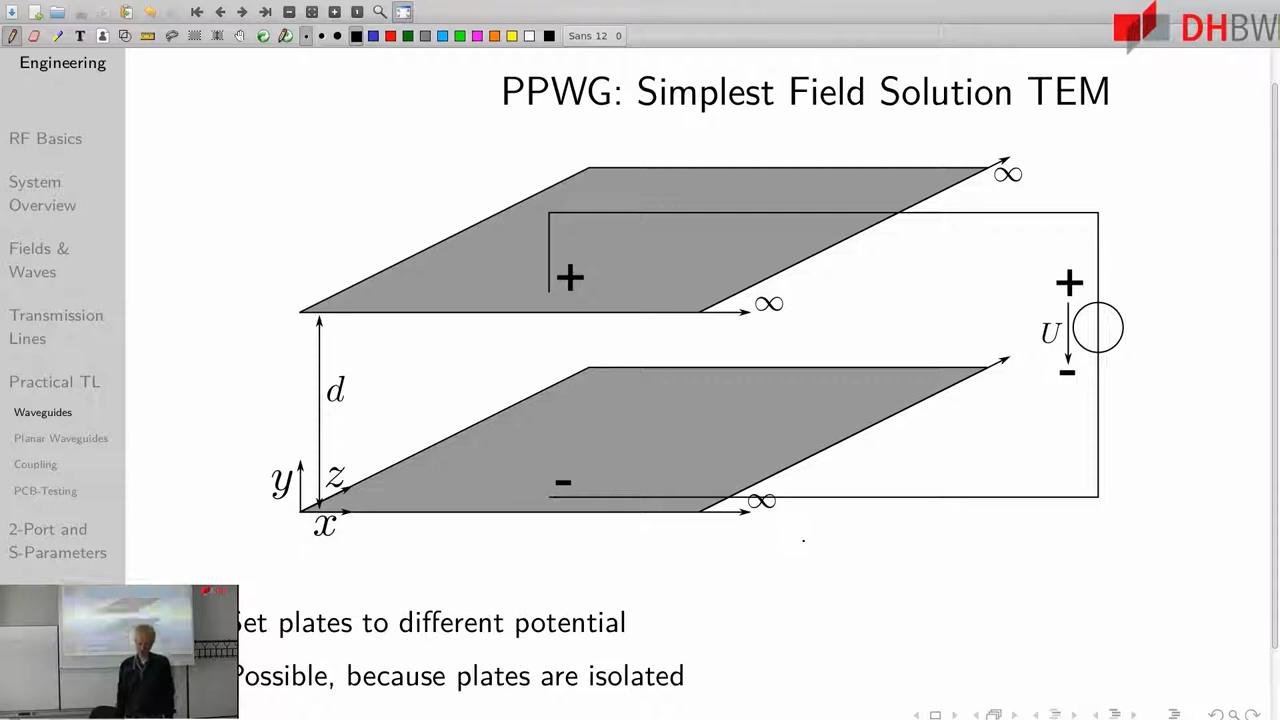 Sans 12 0
DHBW
Engineering
RF Basics
System
Overview
Fields &
Waves
Transmission
Lines
Practical TL
Waveguides
Planar Waveguides
Coupling
PCB-Testing
2-Port and
S-Parameters
PPWG: Simplest Field Solution TEM
∞
+
∞
+
U
-
d
y
z
x
-
∞
Set plates to different potential
Possible, because plates are isolated